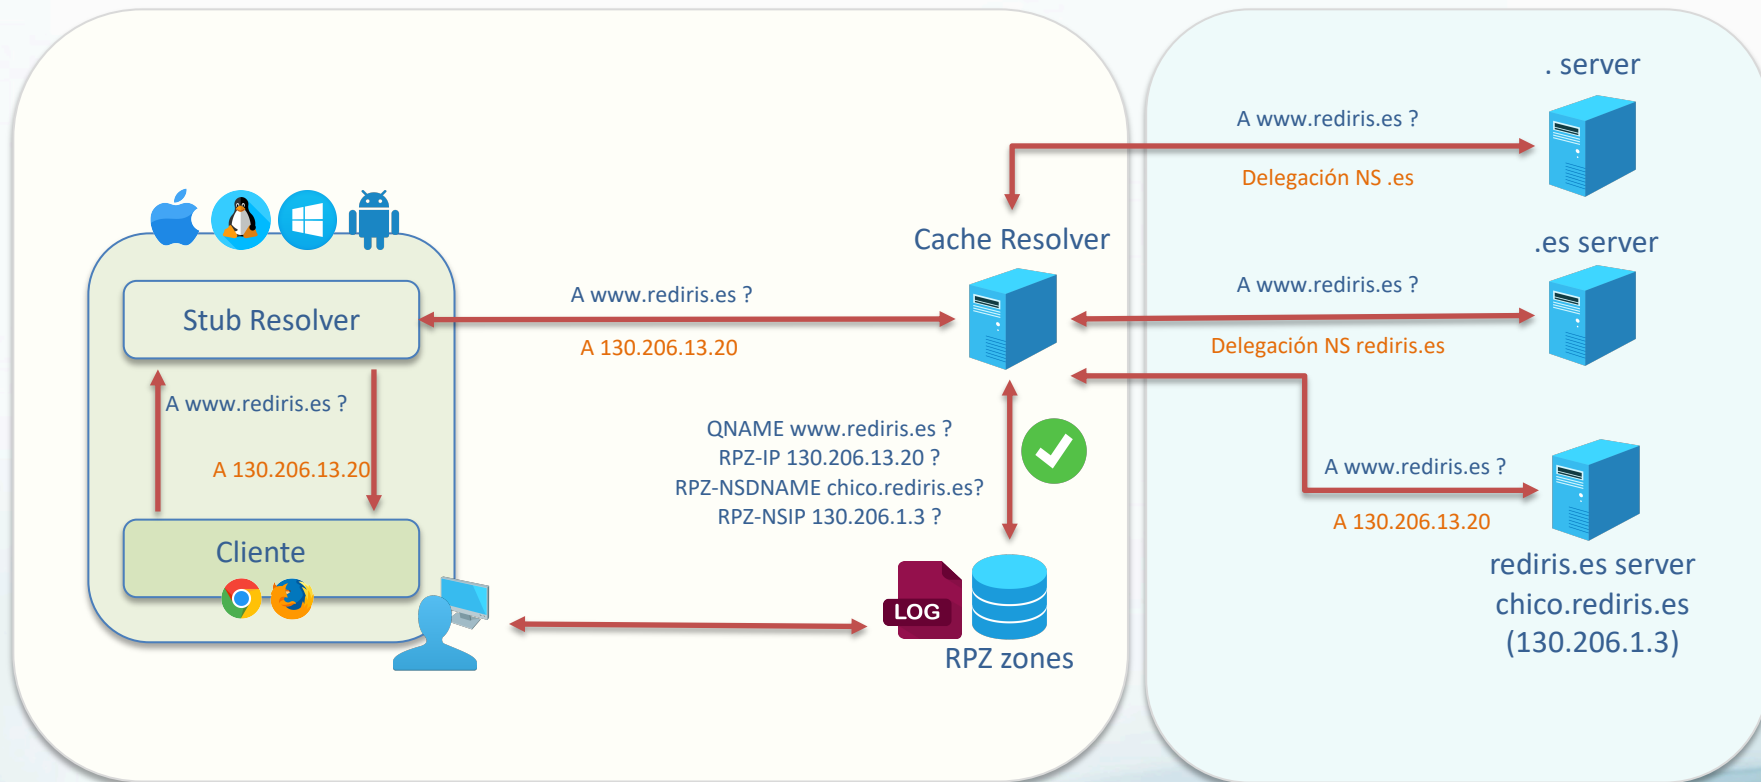 . server
A www.rediris.es ?
Delegación NS .es
Cache Resolver
.es server
A www.rediris.es ?
A www.rediris.es ?
Stub Resolver
A 130.206.13.20
Delegación NS rediris.es
A www.rediris.es ?
QNAME www.rediris.es ?
RPZ-IP 130.206.13.20 ?
RPZ-NSDNAME chico.rediris.es?
RPZ-NSIP 130.206.1.3 ?
A 130.206.13.20
A www.rediris.es ?
A 130.206.13.20
Cliente
LOG
RPZ zones
rediris.es server
chico.rediris.es
(130.206.1.3)